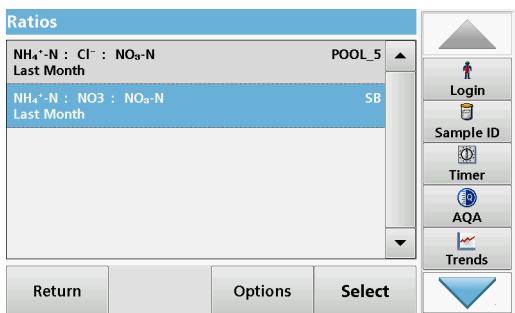 Ratios
NH₄⁺-N : Cl⁻ : NO₃-N POOL_5
Last Month
NH₄⁺-N : NO3 : NO₃-N SB
Last Month
Login
Sample ID
Timer
AQA
Trends
Return
Options
Select